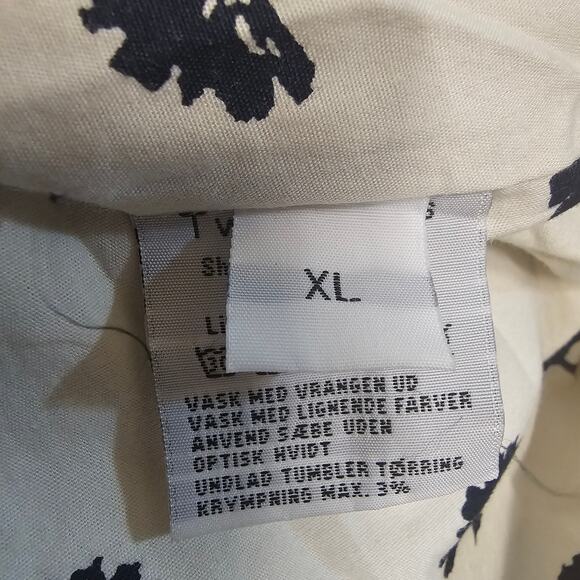 XL
VASK MED VRANGEN UD
VASK MED LIGNENDE FARVER
ANVEND SÆBE UDEN
OPTISK HVIDT
UNDLAD TUMBLER TØRRING
KRYMPNING MAX. 3%